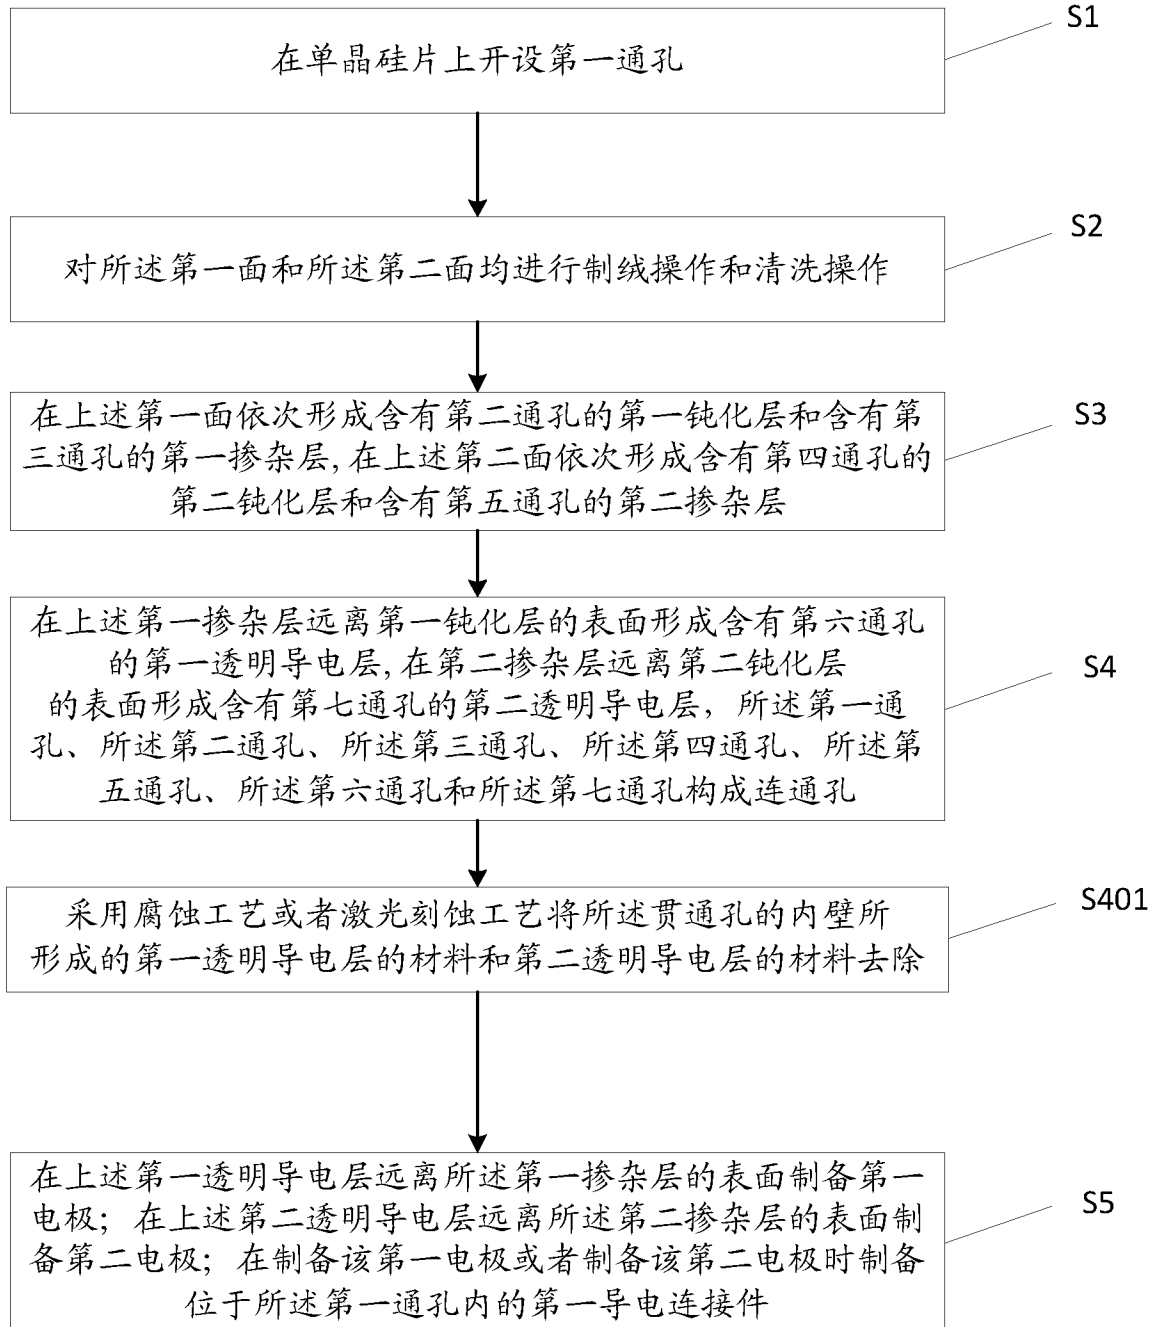 S1
在单晶硅片上开设第一通孔
S2
对所述第一面和所述第二面均进行制绒操作和清洗操作
S3
在上述第一面依次形成含有第二通孔的第一钝化层和含有第
三通孔的第一掺杂层,在上述第二面依次形成含有第四通孔的
第二钝化层和含有第五通孔的第二掺杂层
S4
在上述第一掺杂层远离第一钝化层的表面形成含有第六通孔
的第一透明导电层,在第二掺杂层远离第二钝化层
的表面形成含有第七通孔的第二透明导电层，所述第一通
孔、所述第二通孔、所述第三通孔、所述第四通孔、所述第
五通孔、所述第六通孔和所述第七通孔构成连通孔
S401
采用腐蚀工艺或者激光刻蚀工艺将所述贯通孔的内壁所
形成的第一透明导电层的材料和第二透明导电层的材料去除
S5
在上述第一透明导电层远离所述第一掺杂层的表面制备第一
电极；在上述第二透明导电层远离所述第二掺杂层的表面制
备第二电极；在制备该第一电极或者制备该第二电极时制备
位于所述第一通孔内的第一导电连接件